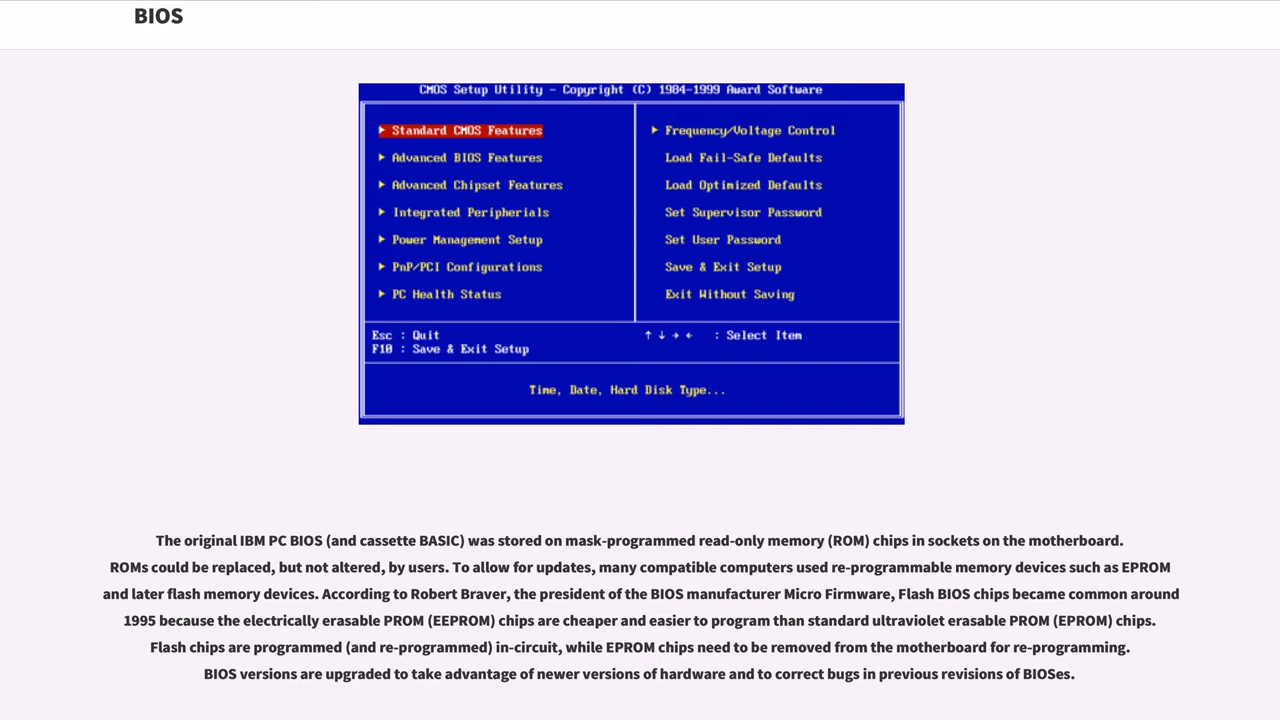 BIOS
CMOS Setup Utility - Copyright (C) 1984-1999 Award Software
▶ Standard CMOS Features
▶ Advanced BIOS Features
▶ Advanced Chipset Features
▶ Integrated Peripherials
▶ Power Management Setup
▶ PnP/PCI Configurations
▶ PC Health Status
▶ Frequency/Voltage Control
Load Fail-Safe Defaults
Load Optimized Defaults
Set Supervisor Password
Set User Password
Save & Exit Setup
Exit Without Saving
Esc : Quit
F10 : Save & Exit Setup
↑ ↓ → ← : Select Item
Time, Date, Hard Disk Type...
The original IBM PC BIOS (and cassette BASIC) was stored on mask-programmed read-only memory (ROM) chips in sockets on the motherboard.
ROMs could be replaced, but not altered, by users. To allow for updates, many compatible computers used re-programmable memory devices such as EPROM
and later flash memory devices. According to Robert Braver, the president of the BIOS manufacturer Micro Firmware, Flash BIOS chips became common around
1995 because the electrically erasable PROM (EEPROM) chips are cheaper and easier to program than standard ultraviolet erasable PROM (EPROM) chips.
Flash chips are programmed (and re-programmed) in-circuit, while EPROM chips need to be removed from the motherboard for re-programming.
BIOS versions are upgraded to take advantage of newer versions of hardware and to correct bugs in previous revisions of BIOSes.